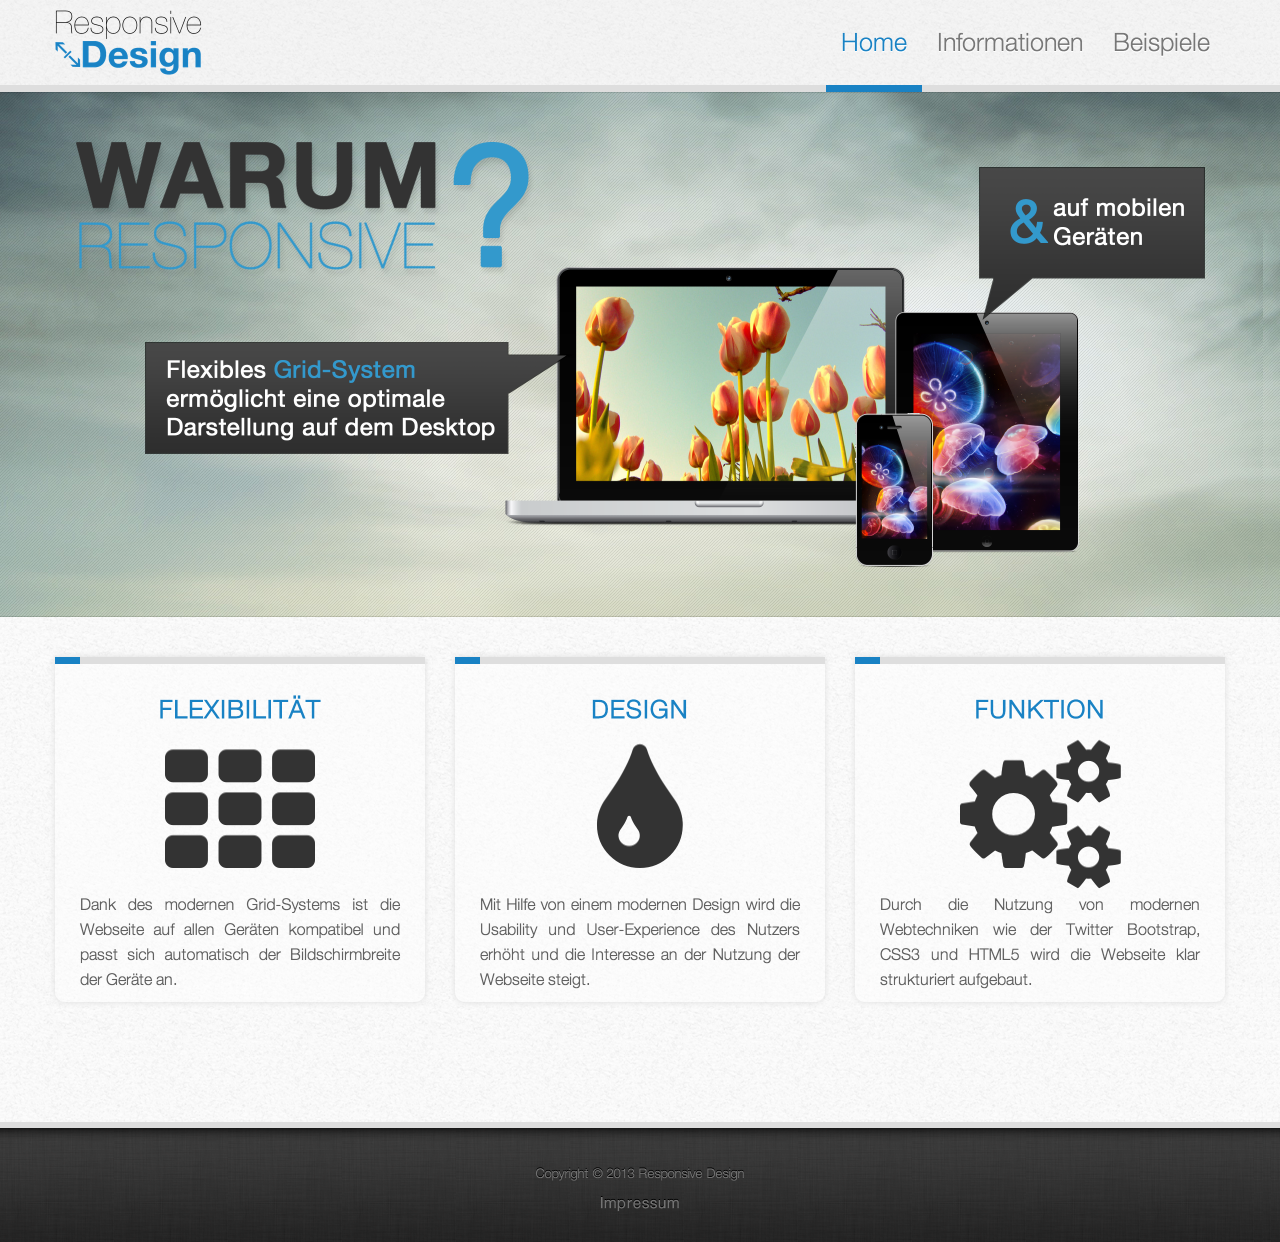 Responsive
Design
Home Informationen Beispiele
WARUM
RESPONSIVE ?
& auf mobilen
Geräten
Flexibles Grid-System
ermöglicht eine optimale
Darstellung auf dem Desktop
FLEXIBILITÄT
Dank des modernen Grid-Systems ist die
Webseite auf allen Geräten kompatibel und
passt sich automatisch der Bildschirmbreite
der Geräte an.
DESIGN
Mit Hilfe von einem modernen Design wird die
Usability und User-Experience des Nutzers
erhöht und die Interesse an der Nutzung der
Webseite steigt.
FUNKTION
Durch die Nutzung von modernen
Webtechniken wie der Twitter Bootstrap,
CSS3 und HTML5 wird die Webseite klar
strukturiert aufgebaut.
Copyright © 2013 Responsive Design
Impressum